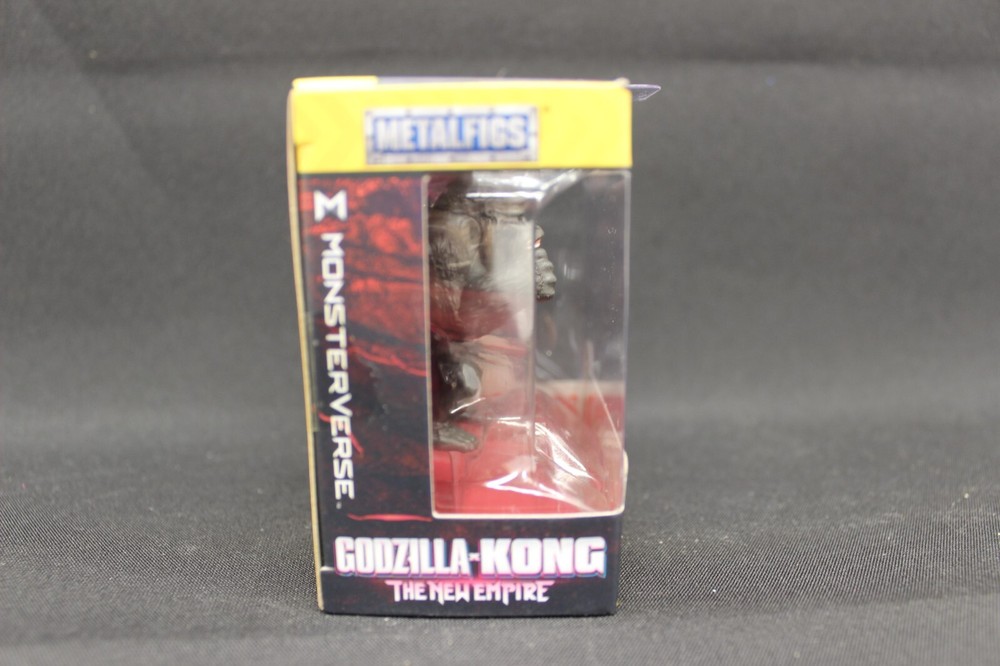 METALFIGS
MONSTERVERSE
GODZILLA × KONG
THE NEW EMPIRE